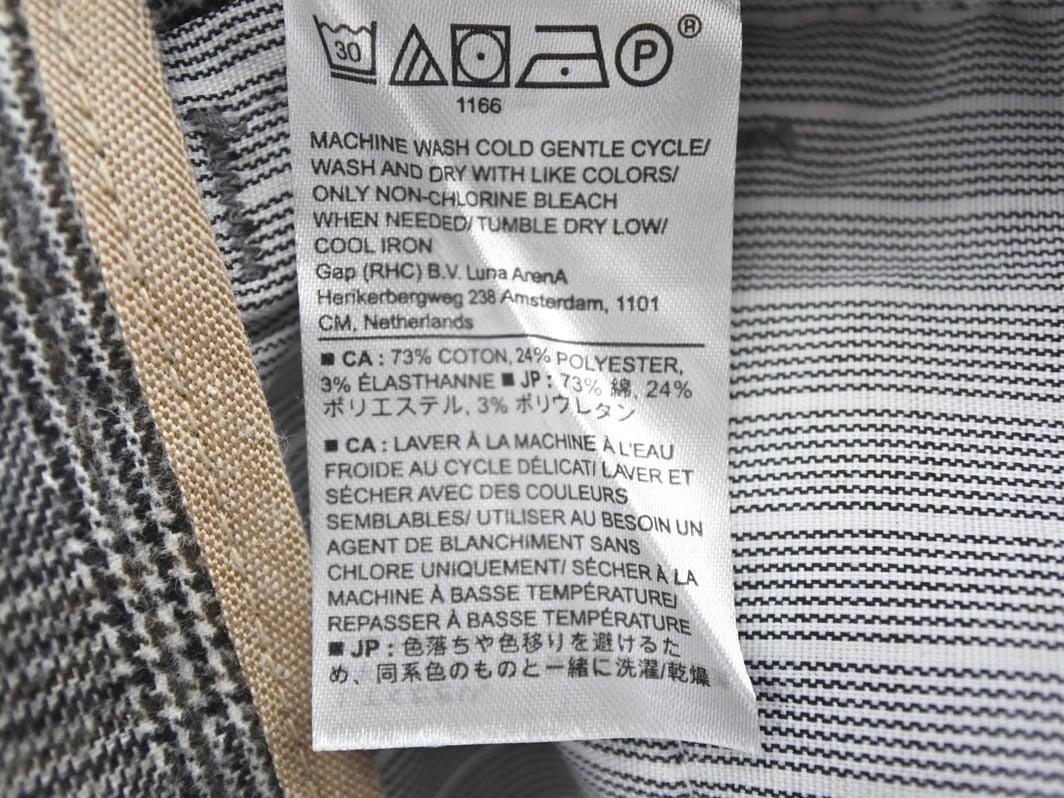 30 P ®
1166
MACHINE WASH COLD GENTLE CYCLE/
WASH AND DRY WITH LIKE COLORS/
ONLY NON-CHLORINE BLEACH
WHEN NEEDED/ TUMBLE DRY LOW/
COOL IRON
Gap (RHC) B.V. Luna ArenA
Herikerbergweg 238 Amsterdam, 1101
CM, Netherlands
■ CA : 73% COTON, 24% POLYESTER,
3% ÉLASTHANNE ■ JP : 73% 綿, 24%
ポリエステル, 3% ポリウレタン
■ CA : LAVER À LA MACHINE À L'EAU
FROIDE AU CYCLE DÉLICAT/ LAVER ET
SÉCHER AVEC DES COULEURS
SEMBLABLES/ UTILISER AU BESOIN UN
AGENT DE BLANCHIMENT SANS
CHLORE UNIQUEMENT/ SÉCHER À LA
MACHINE À BASSE TEMPÉRATURE/
REPASSER À BASSE TEMPÉRATURE
■ JP : 色落ちや色移りを避けるた
め、同系色のものと一緒に洗濯/乾燥